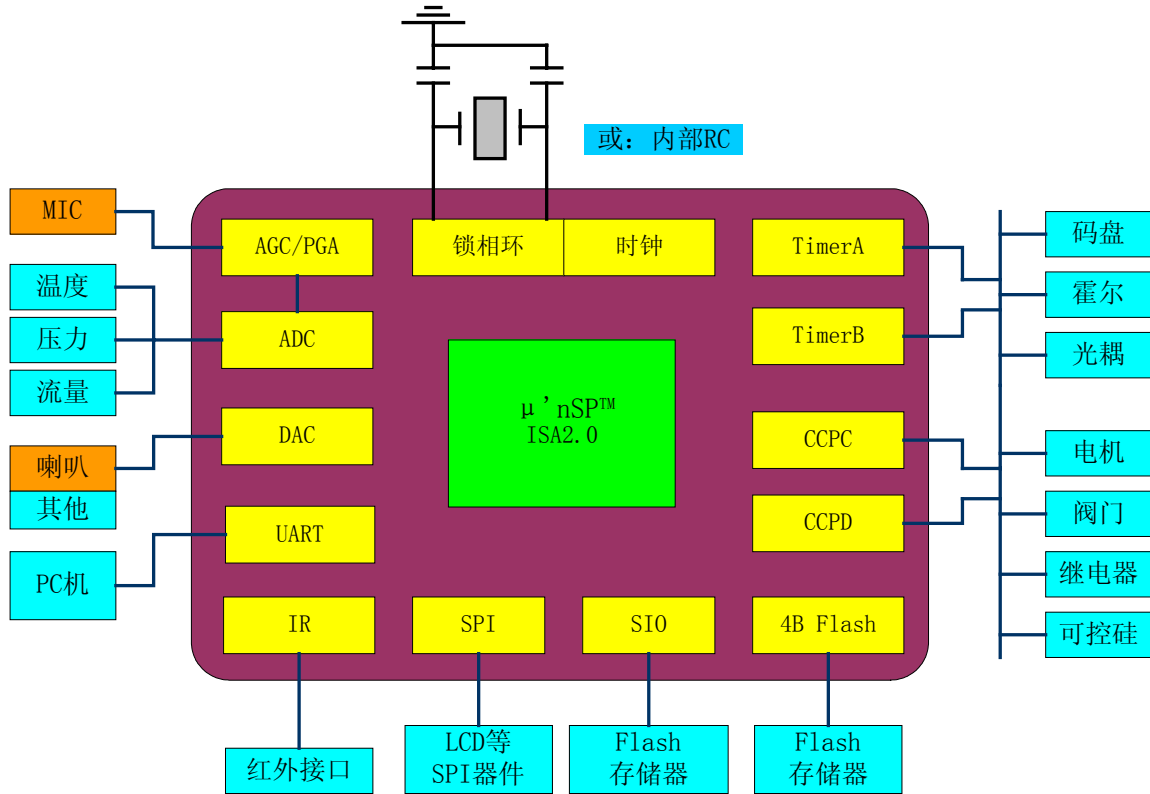 或: 内部RC
MIC
温度
压力
流量
喇叭
其他
PC机
AGC/PGA
ADC
DAC
UART
IR
锁相环
时钟
μ’nSP™
ISA2.0
SPI
SIO
4B Flash
TimerA
TimerB
CCPC
CCPD
码盘
霍尔
光耦
电机
阀门
继电器
可控硅
红外接口
LCD等
SPI器件
Flash
存储器
Flash
存储器